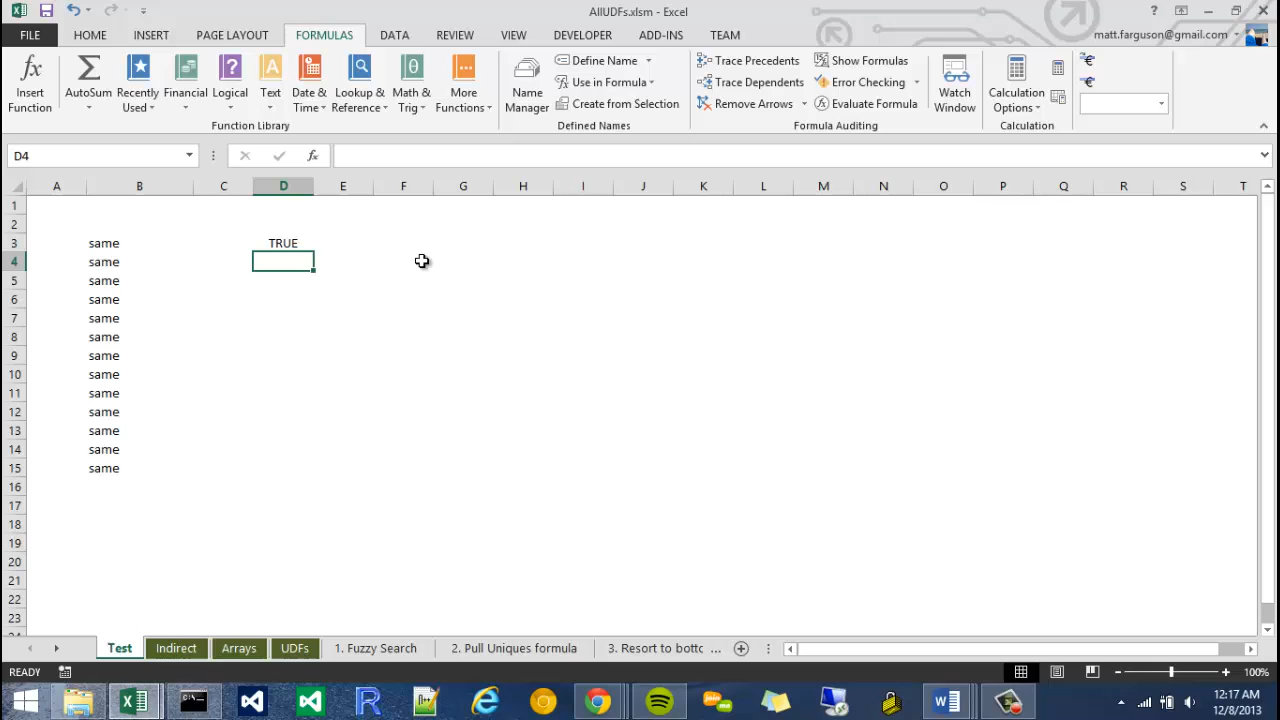 AllUDFs.xlsm - Excel
?
FILE HOME INSERT PAGE LAYOUT FORMULAS DATA REVIEW VIEW DEVELOPER ADD-INS TEAM matt.farguson@gmail.com
fx Insert Function
Σ AutoSum
Recently Used
Financial
? Logical
A Text
Date & Time
Lookup & Reference
θ Math & Trig
More Functions
Function Library
Name Manager
Define Name
Use in Formula
Create from Selection
Defined Names
Trace Precedents
Trace Dependents
Remove Arrows
Show Formulas
Error Checking
Evaluate Formula
Formula Auditing
Watch Window
Calculation Options
Calculation
€
€
D4 fx
A B C D E F G H I J K L M N O P Q R S T
1
2
3 same TRUE
4 same
5 same
6 same
7 same
8 same
9 same
10 same
11 same
12 same
13 same
14 same
15 same
16
17
18
19
20
21
22
23
Test Indirect Arrays UDFs 1. Fuzzy Search 2. Pull Uniques formula 3. Resort to bottc ...
READY 100%
12:17 AM
12/8/2013